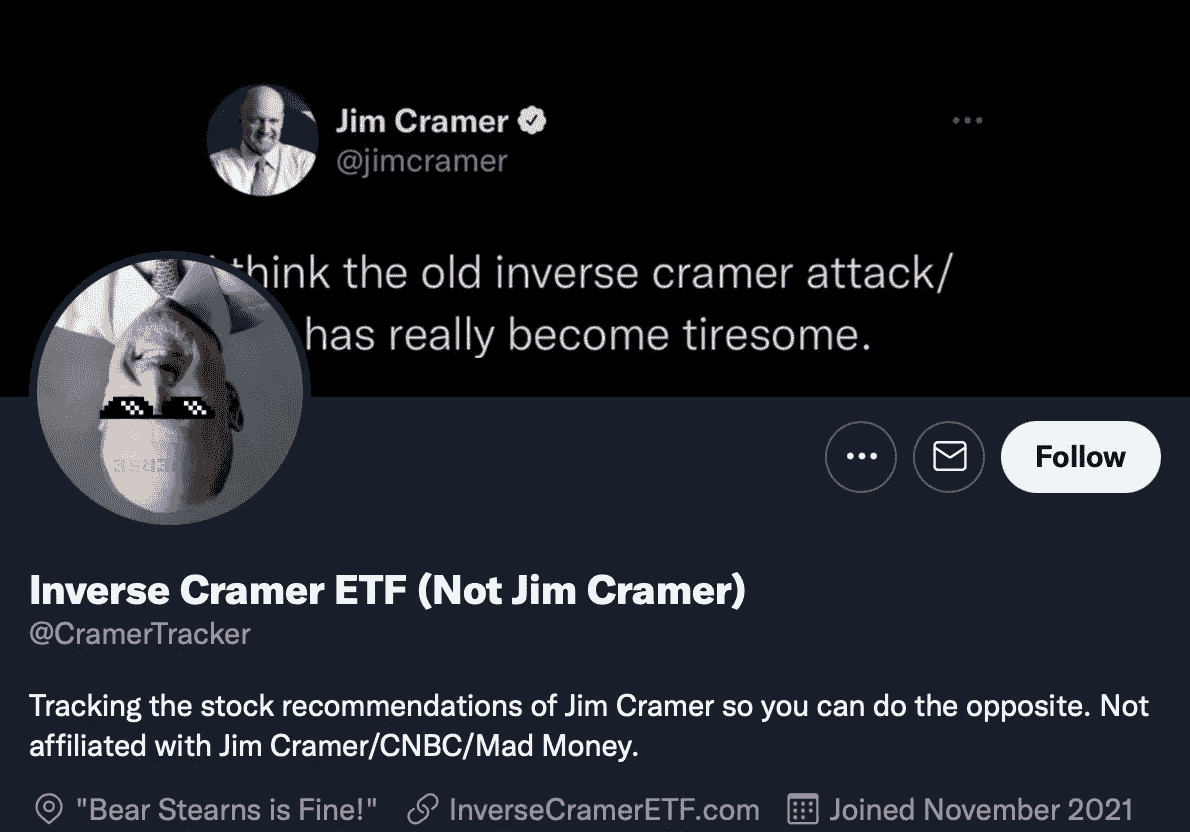 Jim Cramer
@jimcramer
think the old inverse cramer attack/
has really become tiresome.
Follow
Inverse Cramer ETF (Not Jim Cramer)
@CramerTracker
Tracking the stock recommendations of Jim Cramer so you can do the opposite. Not
affiliated with Jim Cramer/CNBC/Mad Money.
"Bear Stearns is Fine!" InverseCramerETF.com Joined November 2021